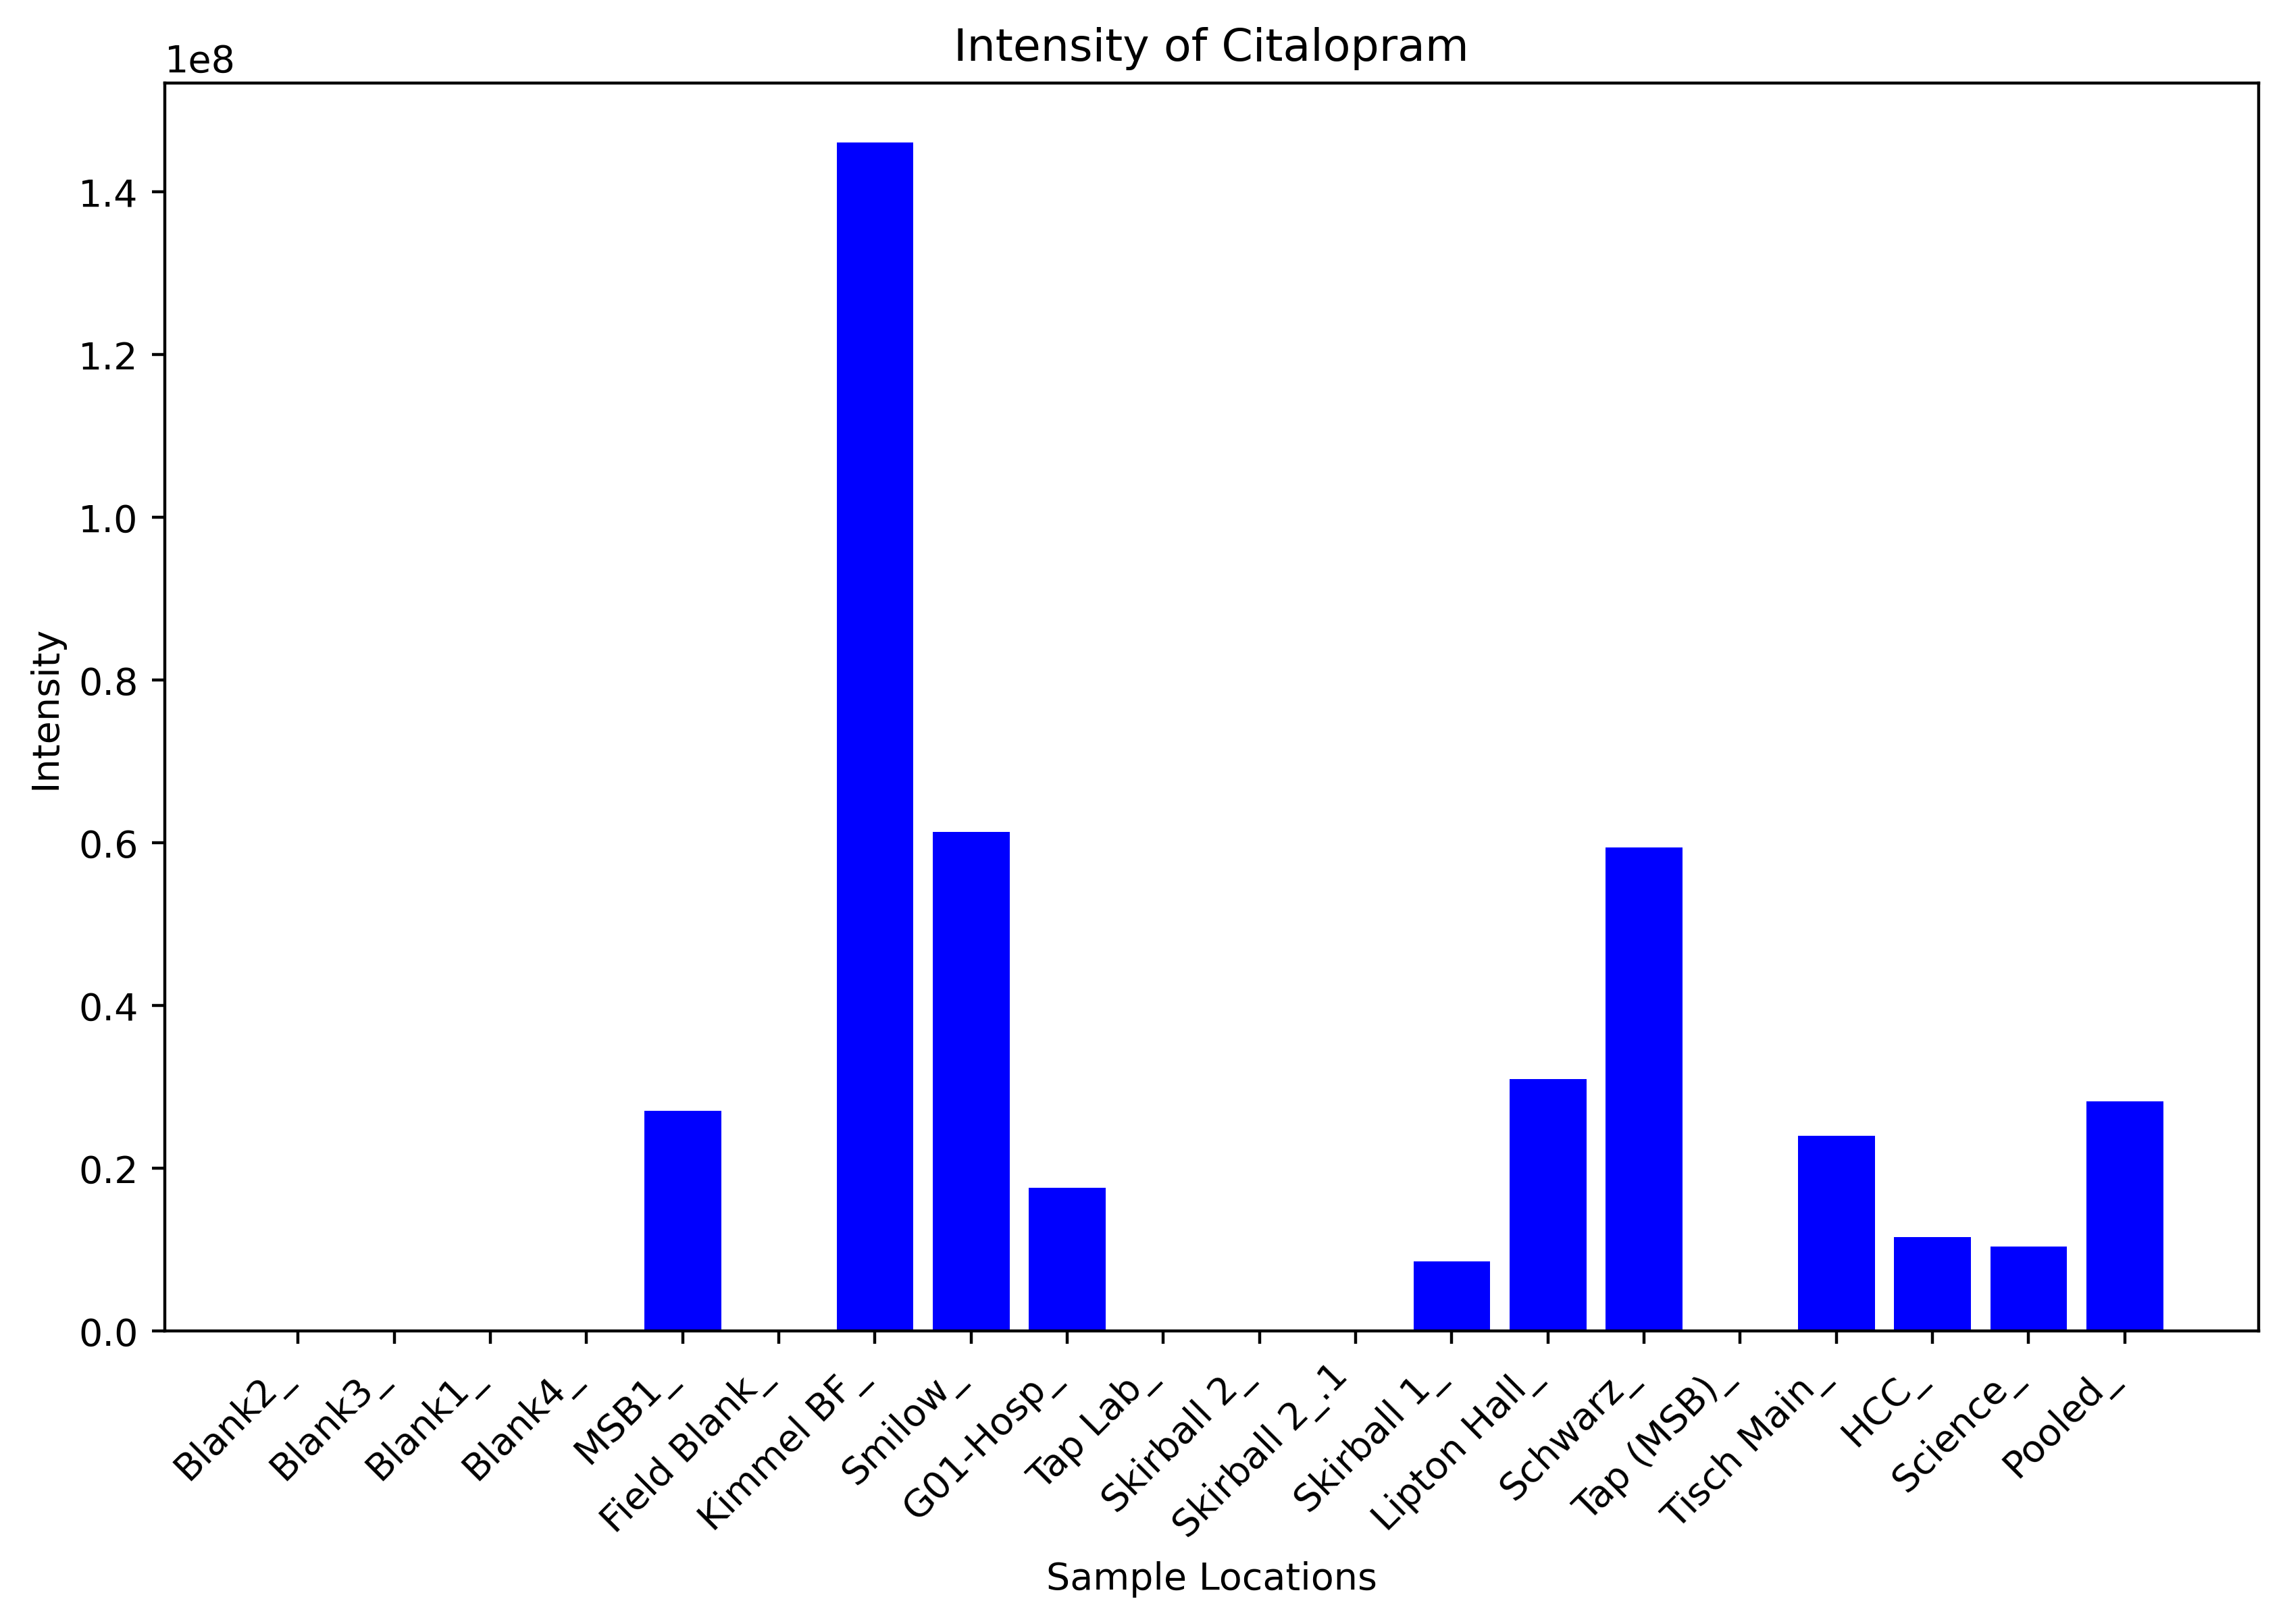 Intensity of Citalopram
1e8
1.4
1.2
1.0
0.8
0.6
0.4
0.2
0.0
Intensity
Blank2_
Blank3_
Blank1_
Blank4_
MSB1_
Field Blank_
Kimmel BF_
Smilow_
G01-Hosp_
Tap Lab_
Skirball 2_
Skirball 2_.1
Skirball 1_
Lipton Hall_
Schwarz_
Tap (MSB)_
Tisch Main_
HCC_
Science_
Pooled_
Sample Locations